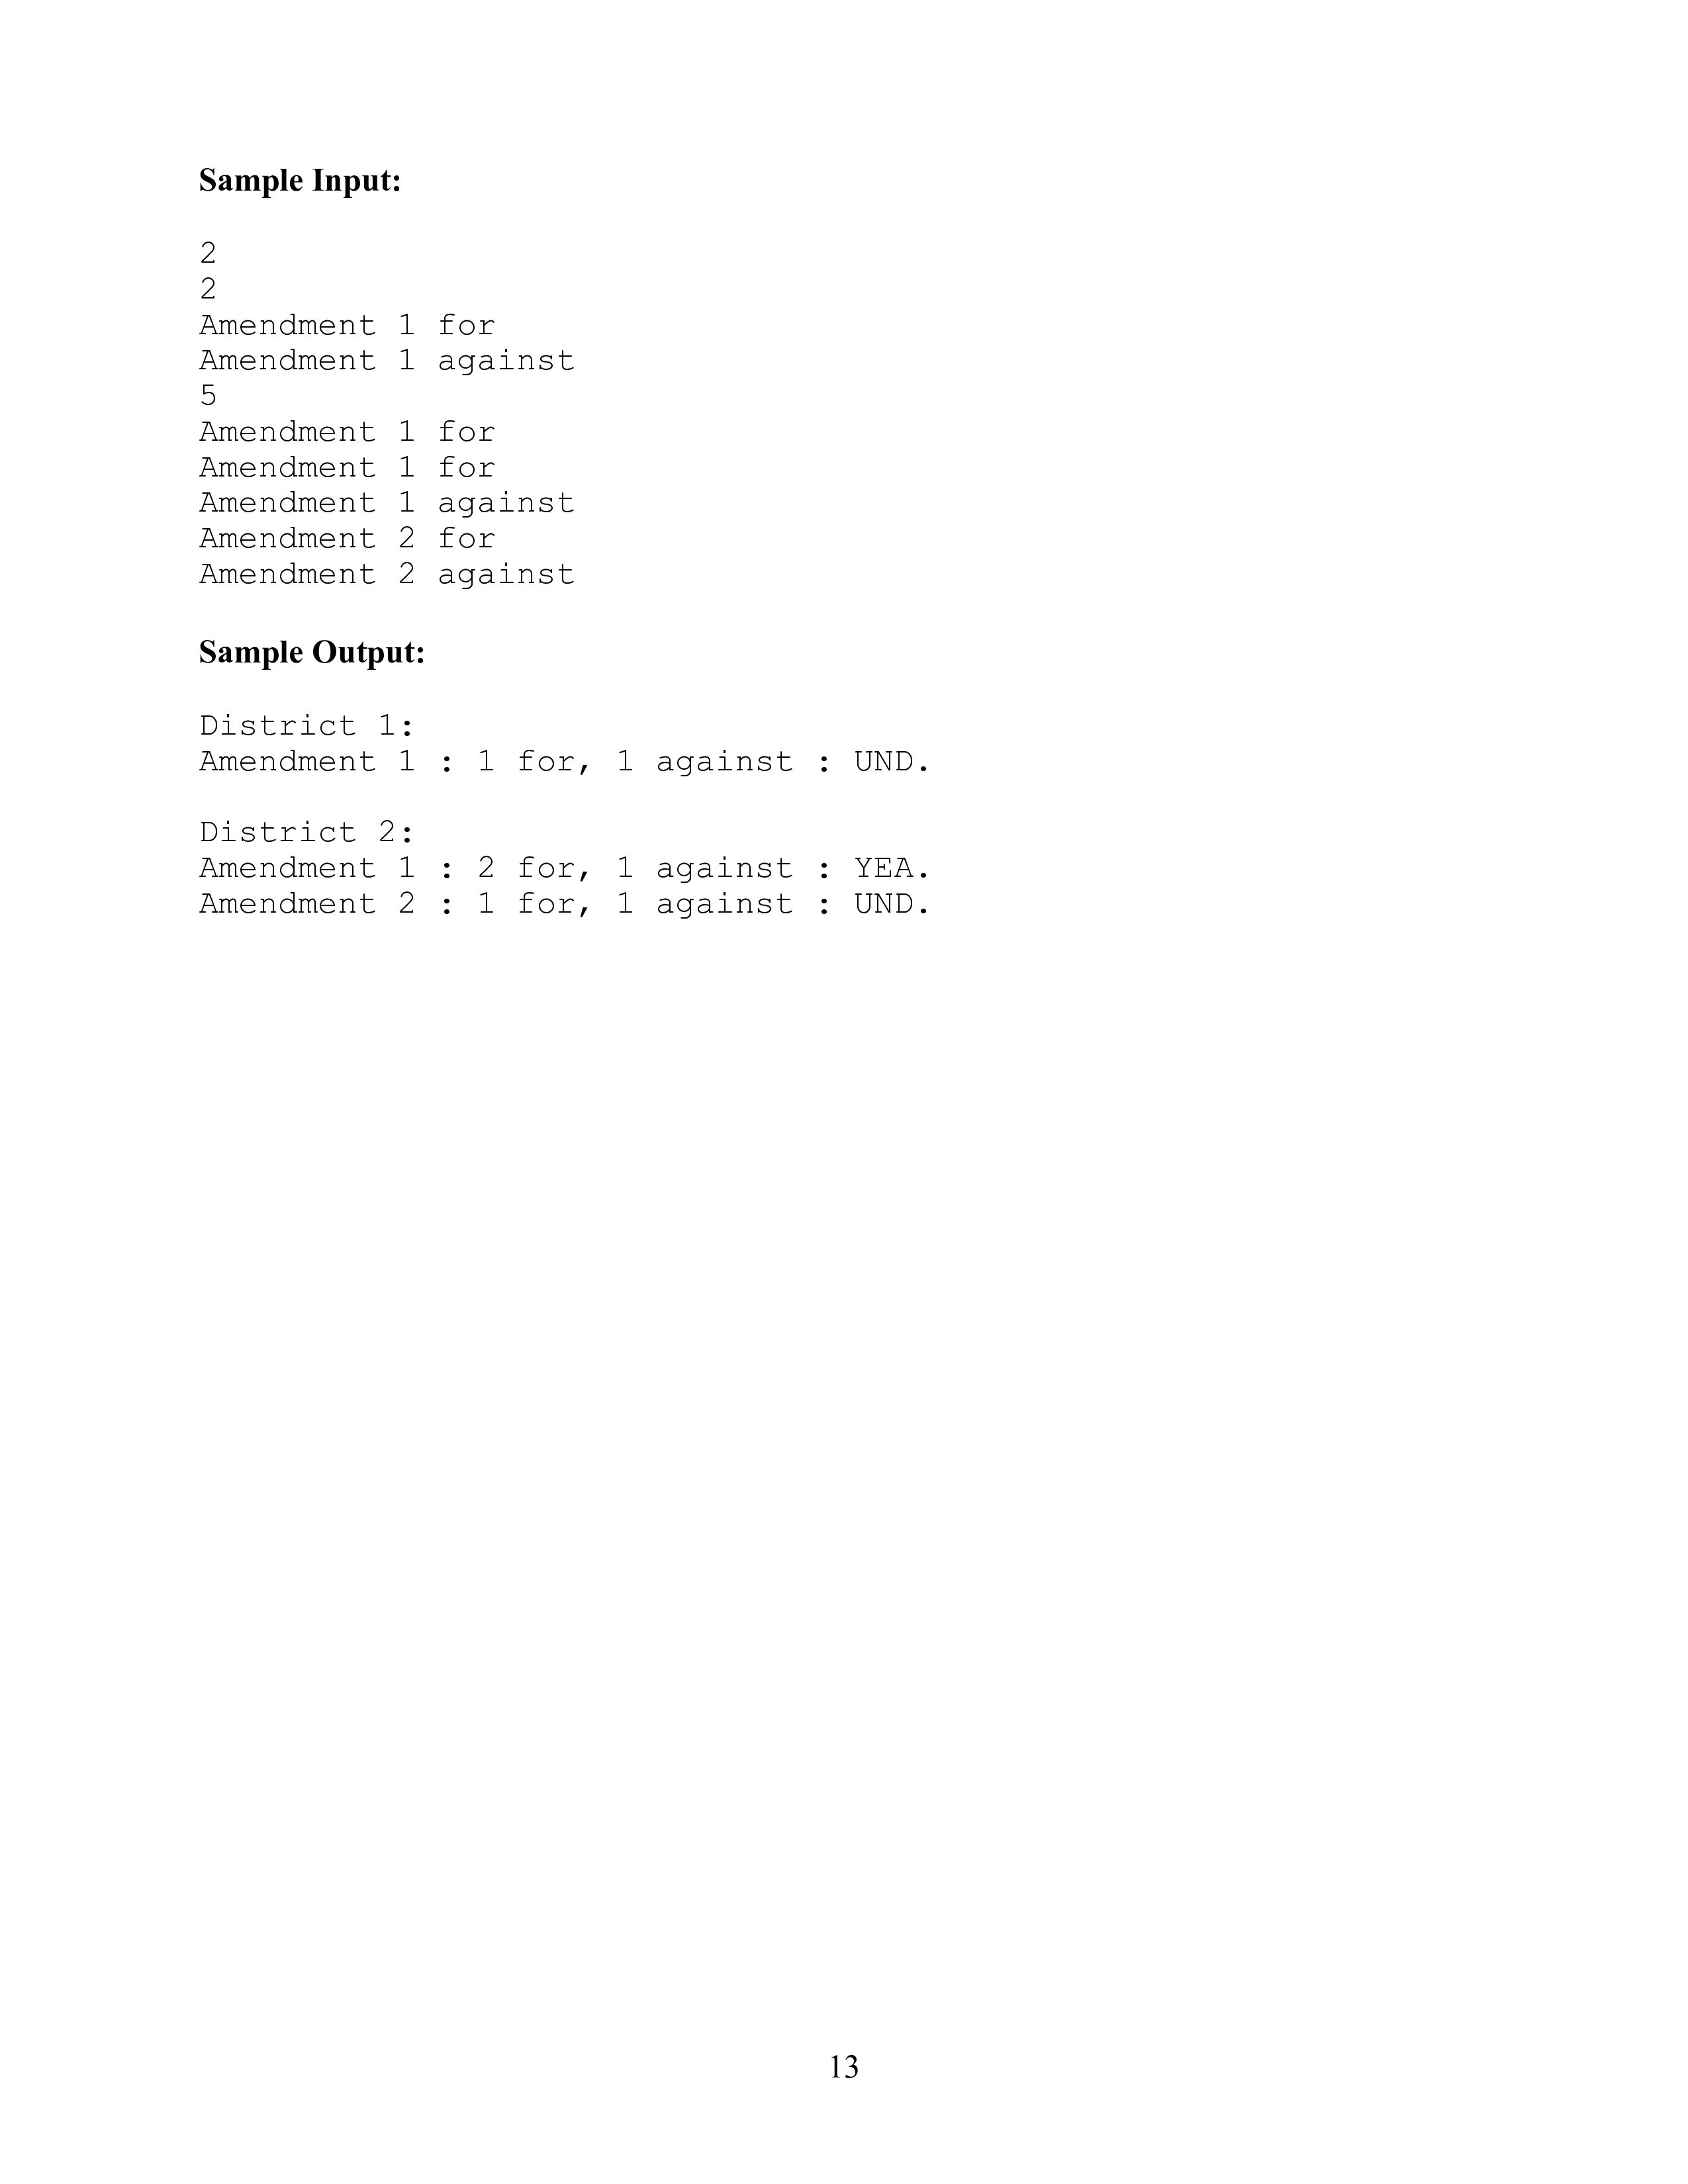 Sample Input:
2
2
Amendment 1 for
Amendment 1 against
5
Amendment 1 for
Amendment 1 for
Amendment 1 against
Amendment 2 for
Amendment 2 against
Sample Output:
District 1:
Amendment 1 : 1 for, 1 against : UND.
District 2:
Amendment 1 : 2 for, 1 against : YEA.
Amendment 2 : 1 for, 1 against : UND.
13